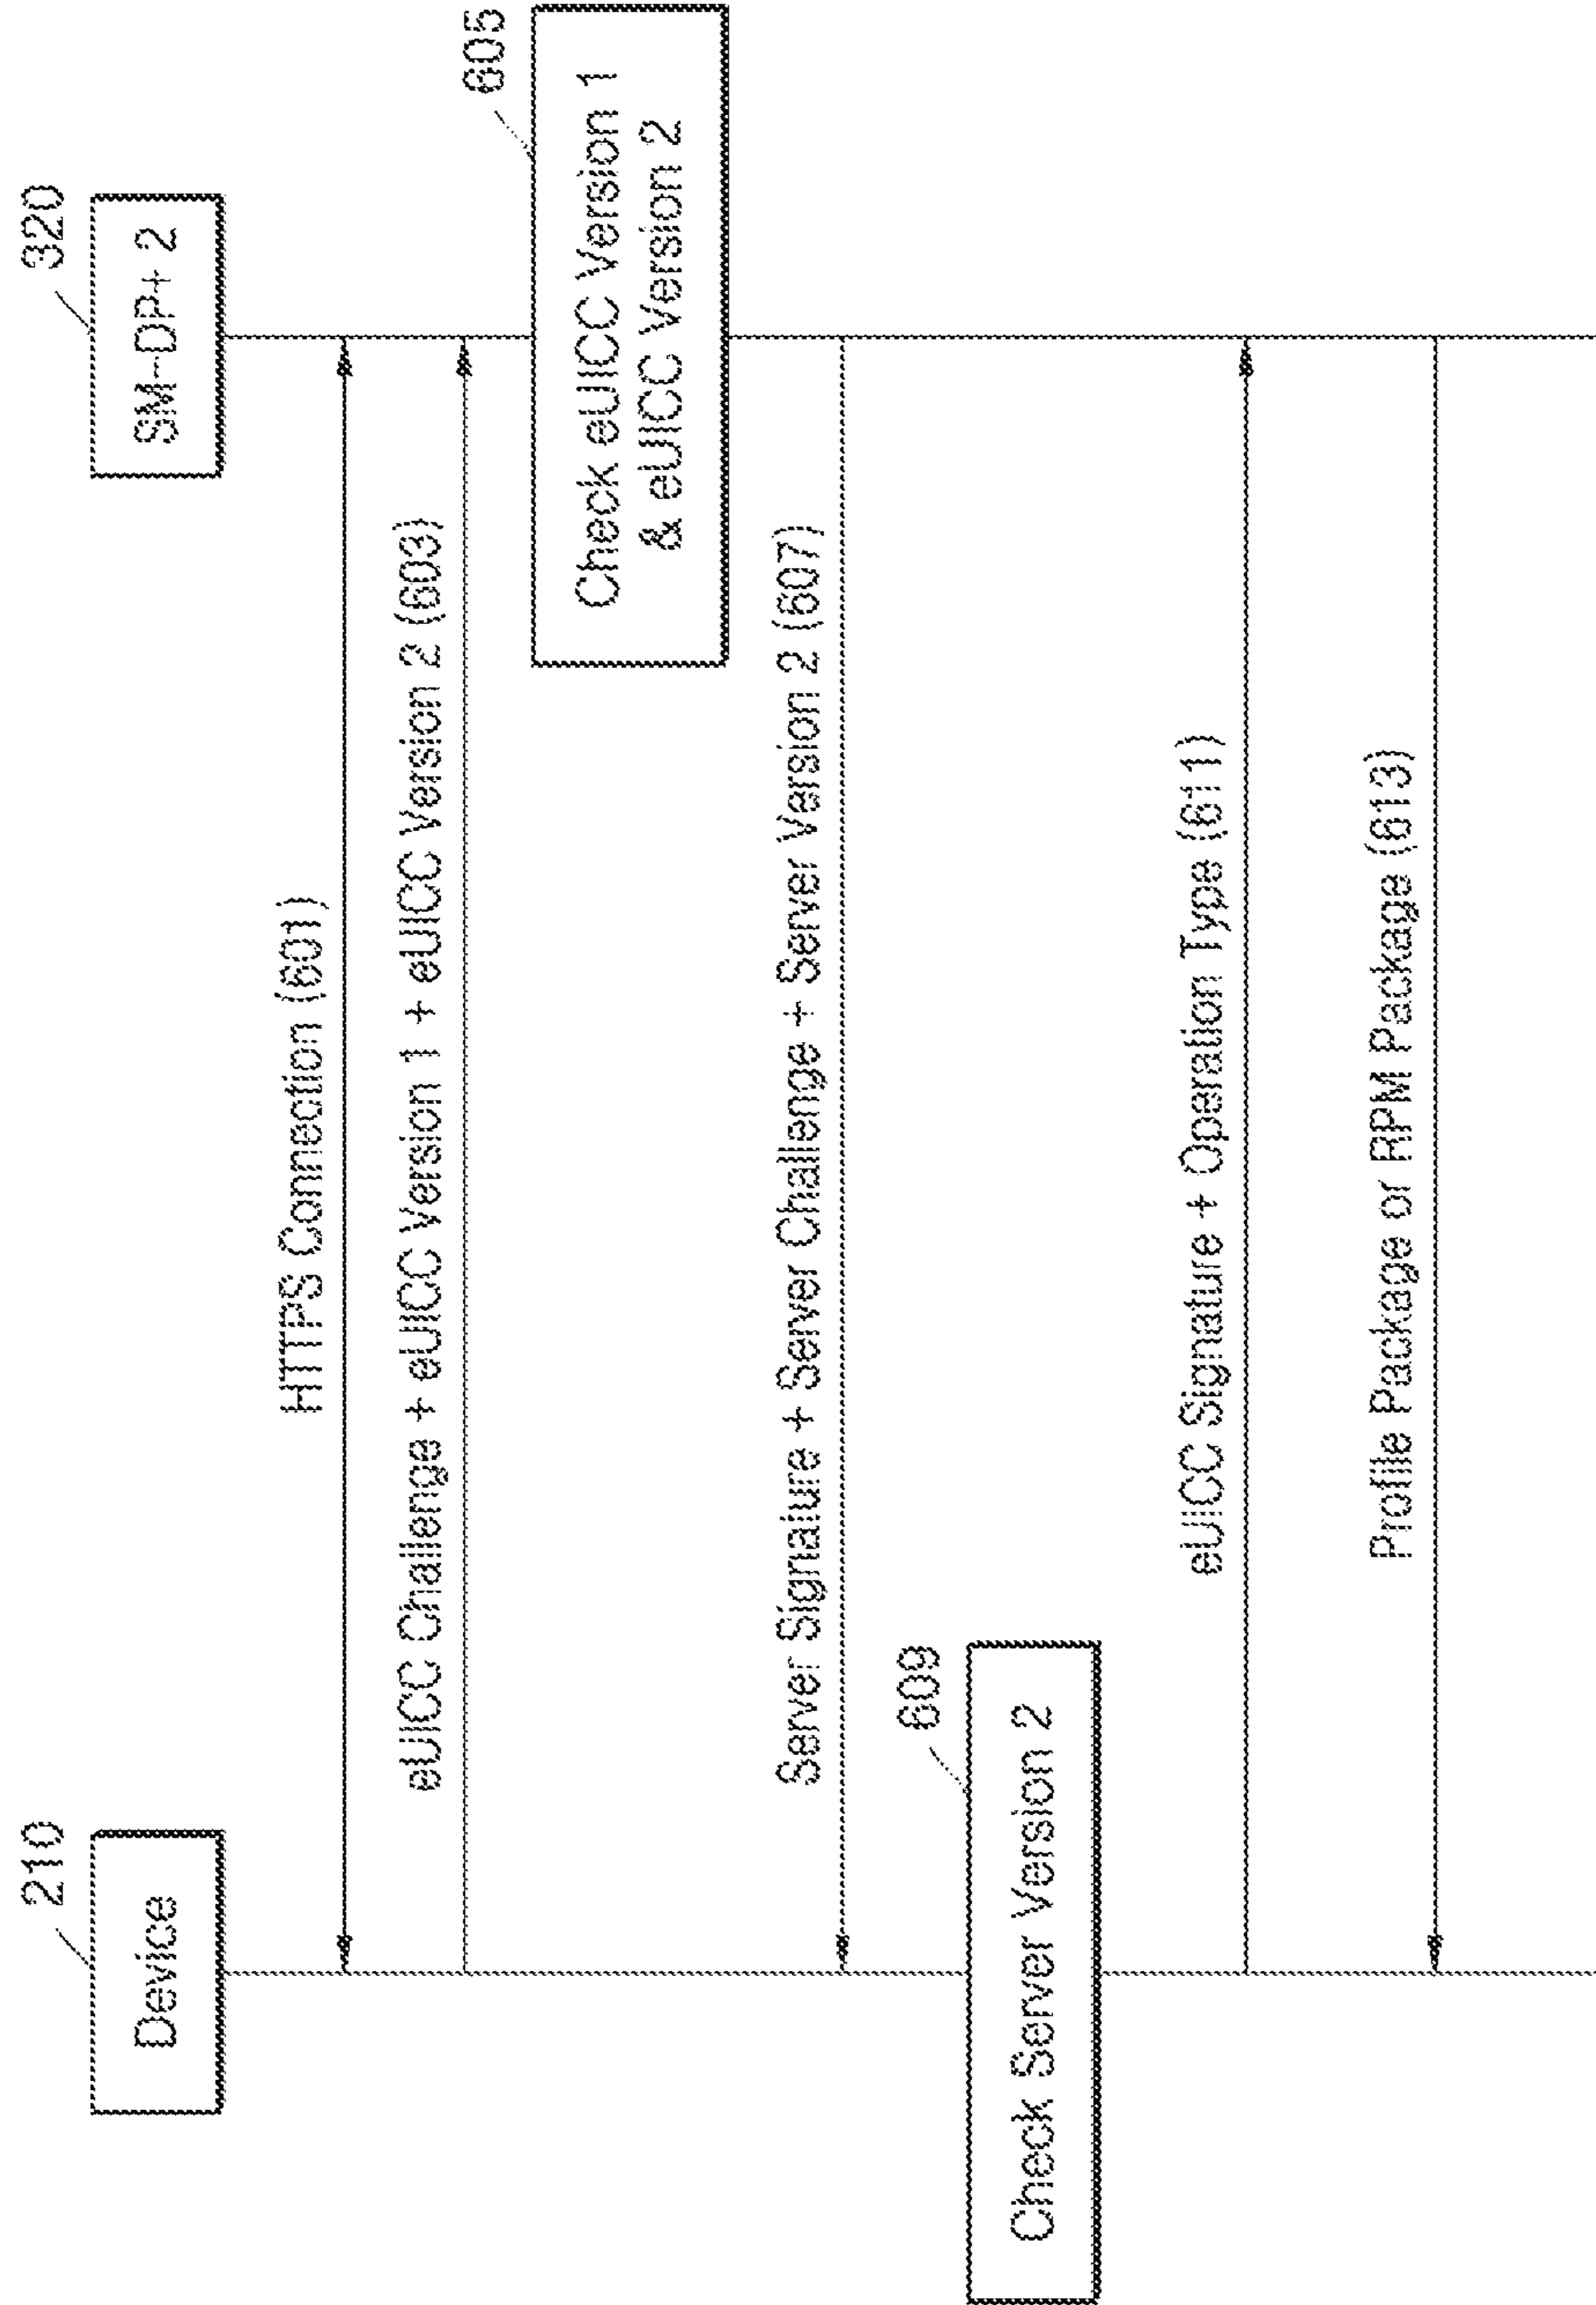 210
Device
320
SM-DP+ 2
HTTPS Connection (601)
eUICC Challenge + eUICC Version 1 + eUICC Version 2 (603)
605
Check eUICC Version 1
& eUICC Version 2
Server Signature + Server Challenge + Server Version 2 (607)
609
Check Server Version 2
eUICC Signature + Operation Type (611)
Profile Package or RPM Package (613)